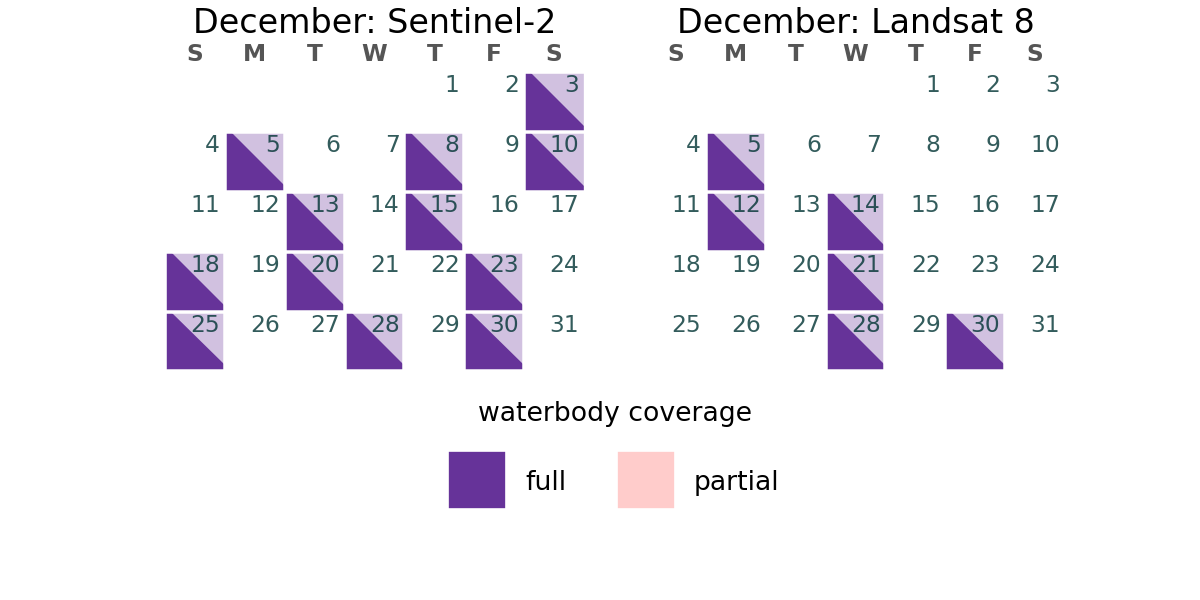 December: Sentinel-2
S M T W T F S
1 2 3
4 5 6 7 8 9 10
11 12 13 14 15 16 17
18 19 20 21 22 23 24
25 26 27 28 29 30 31
December: Landsat 8
S M T W T F S
1 2 3
4 5 6 7 8 9 10
11 12 13 14 15 16 17
18 19 20 21 22 23 24
25 26 27 28 29 30 31
waterbody coverage
full partial